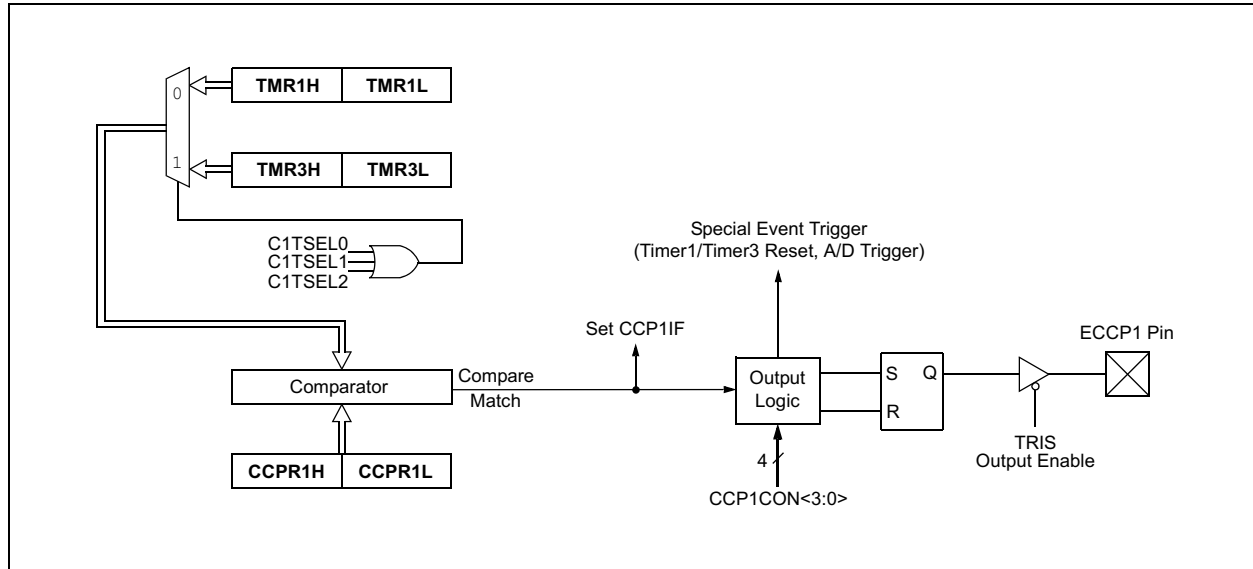 0
TMR1H TMR1L
1
TMR3H TMR3L
C1TSEL0
C1TSEL1
C1TSEL2
Special Event Trigger
(Timer1/Timer3 Reset, A/D Trigger)
Set CCP1IF
ECCP1 Pin
Comparator
Compare
Match
Output
Logic
S Q
R
TRIS
Output Enable
CCPR1H CCPR1L
4
CCP1CON<3:0>